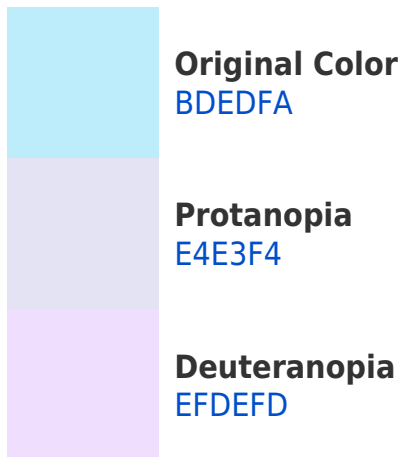 Original Color
BDEDFA
Protanopia
E4E3F4
Deuteranopia
EFDEFD